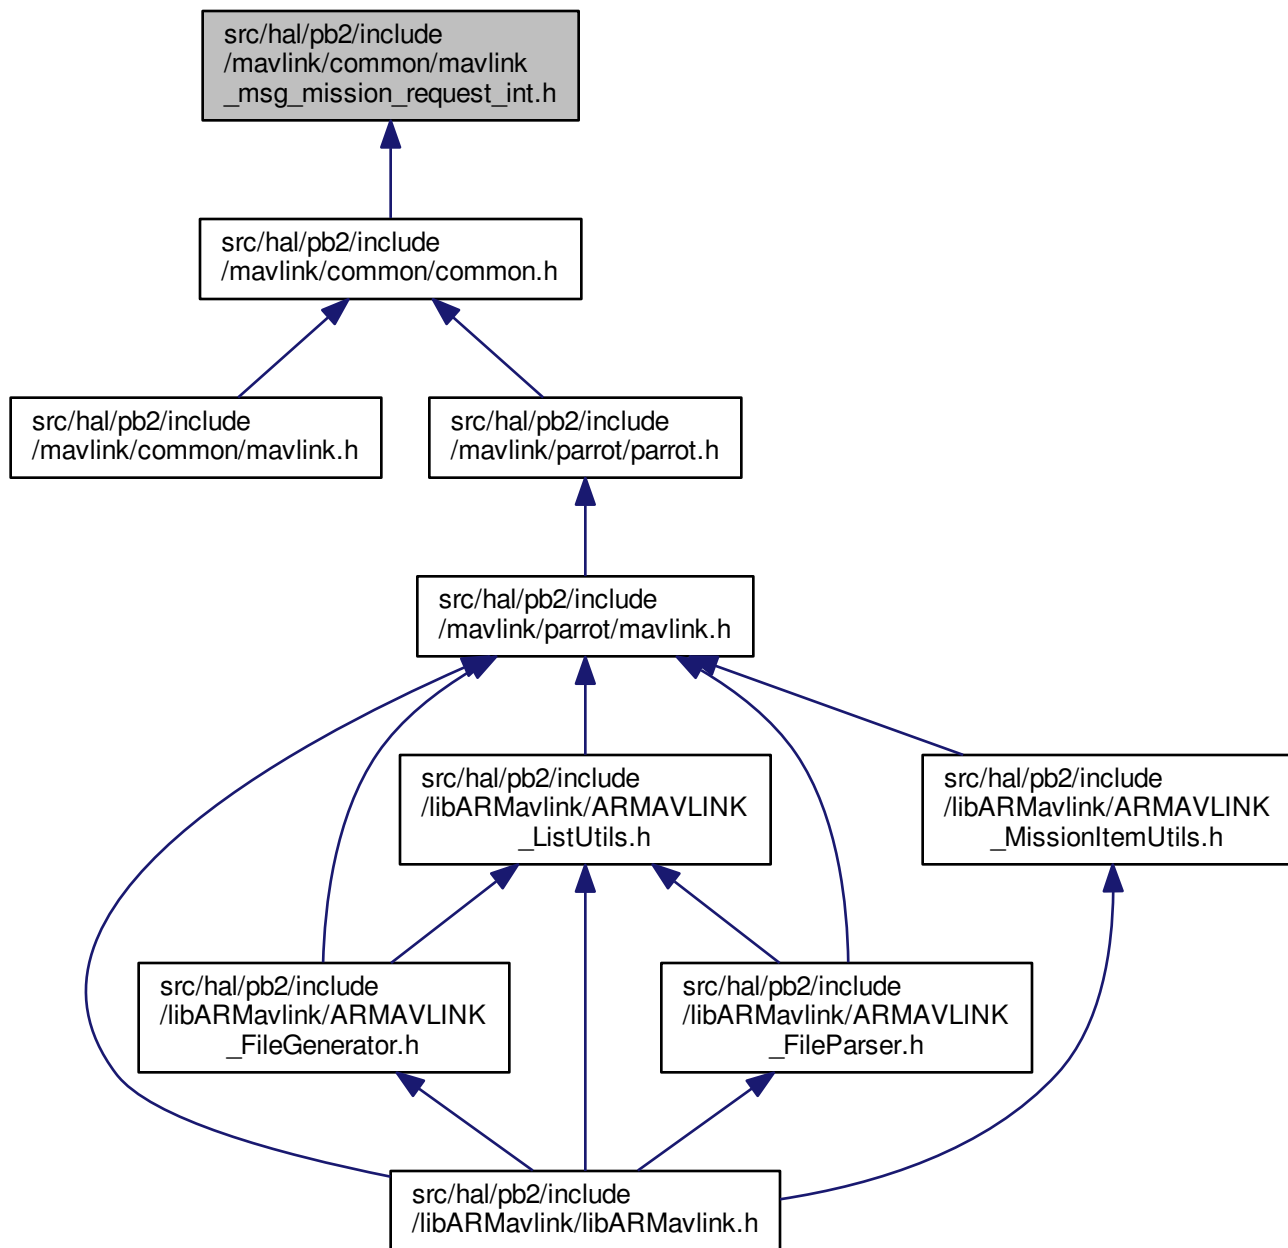 src/hal/pb2/include
/mavlink/common/mavlink
_msg_mission_request_int.h
src/hal/pb2/include
/mavlink/common/common.h
src/hal/pb2/include
/mavlink/common/mavlink.h
src/hal/pb2/include
/mavlink/parrot/parrot.h
src/hal/pb2/include
/mavlink/parrot/mavlink.h
src/hal/pb2/include
/libARMavlink/ARMAVLINK
_ListUtils.h
src/hal/pb2/include
/libARMavlink/ARMAVLINK
_MissionItemUtils.h
src/hal/pb2/include
/libARMavlink/ARMAVLINK
_FileGenerator.h
src/hal/pb2/include
/libARMavlink/ARMAVLINK
_FileParser.h
src/hal/pb2/include
/libARMavlink/libARMavlink.h